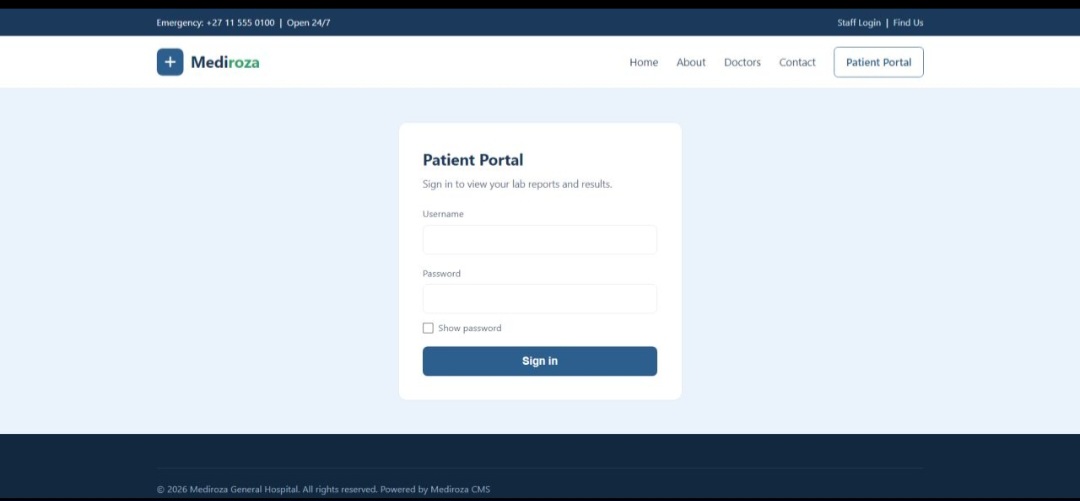 Emergency: +27 11 555 0100 | Open 24/7
Staff Login | Find Us
Mediroza
Home
About
Doctors
Contact
Patient Portal
Patient Portal
Sign in to view your lab reports and results.
Username
Password
Show password
Sign in
© 2026 Mediroza General Hospital. All rights reserved. Powered by Mediroza CMS